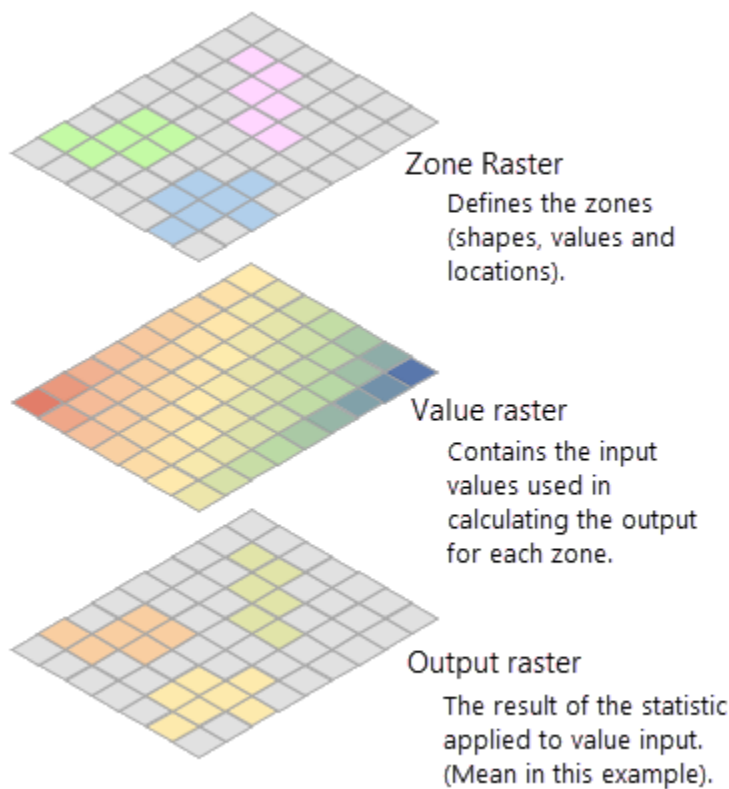 Zone Raster
Defines the zones
(shapes, values and
locations).
Value raster
Contains the input
values used in
calculating the output
for each zone.
Output raster
The result of the statistic
applied to value input.
(Mean in this example).